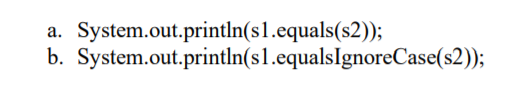 a. System.out.println(s1.equals(s2));
b. System.out.println(s1.equalsIgnoreCase(s2));